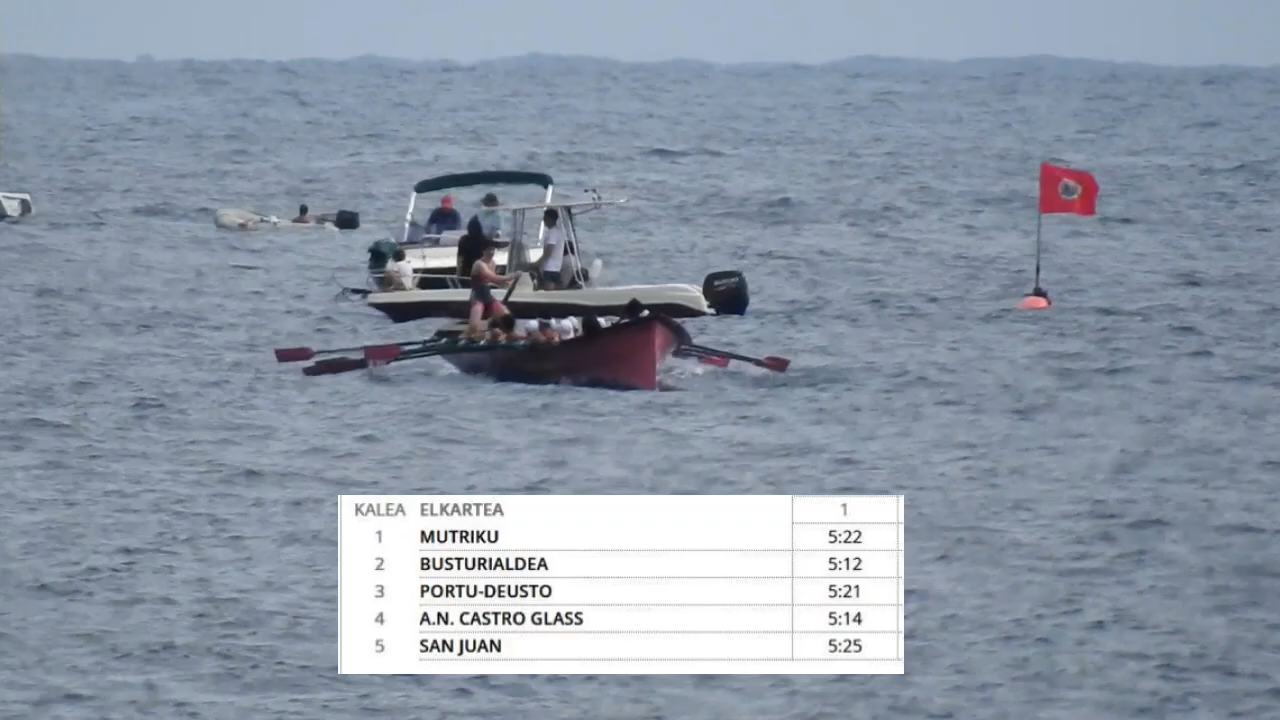 KALEA ELKARTEA 1
1 MUTRIKU 5:22
2 BUSTURIALDEA 5:12
3 PORTU-DEUSTO 5:21
4 A.N. CASTRO GLASS 5:14
5 SAN JUAN 5:25